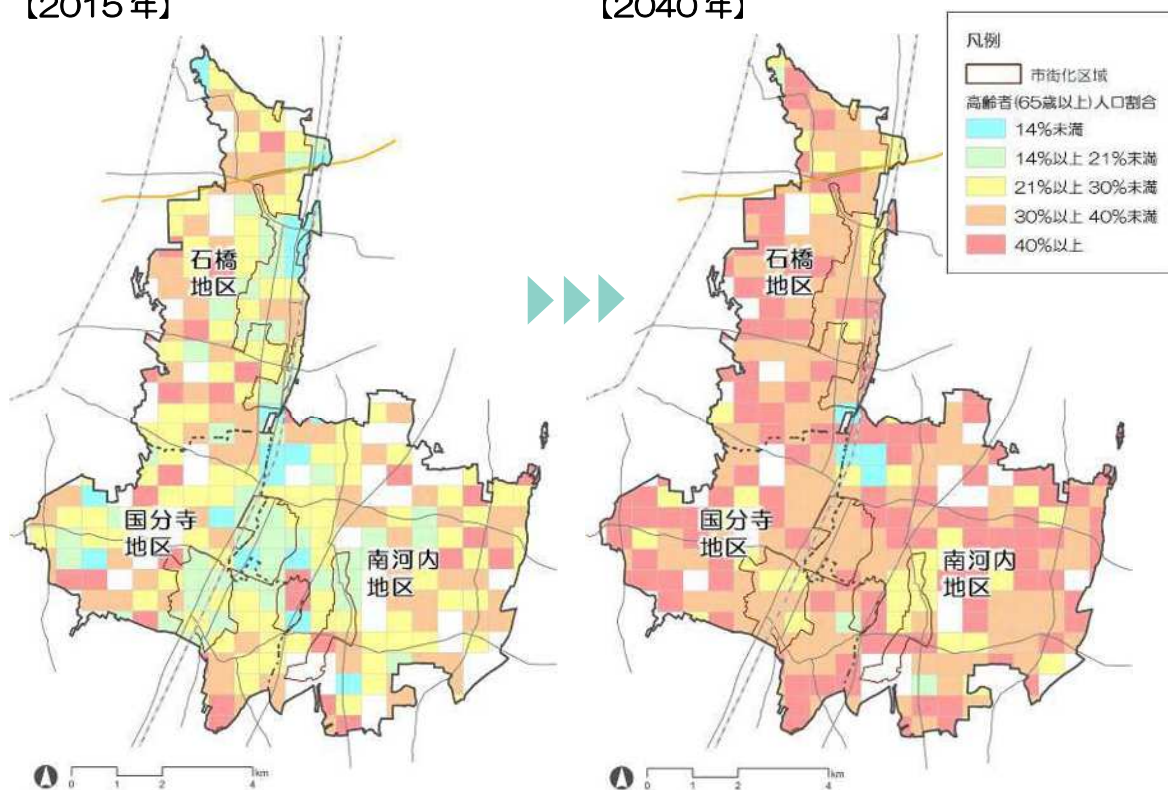 【2015年】
【2040年】
凡例
市街化区域
高齢者(65歳以上)人口割合
14%未満
14%以上 21%未満
21%以上 30%未満
30%以上 40%未満
40%以上
石橋
地区
国分寺
地区
南河内
地区
石橋
地区
国分寺
地区
南河内
地区
0 1 2 4 km
0 1 2 4 km